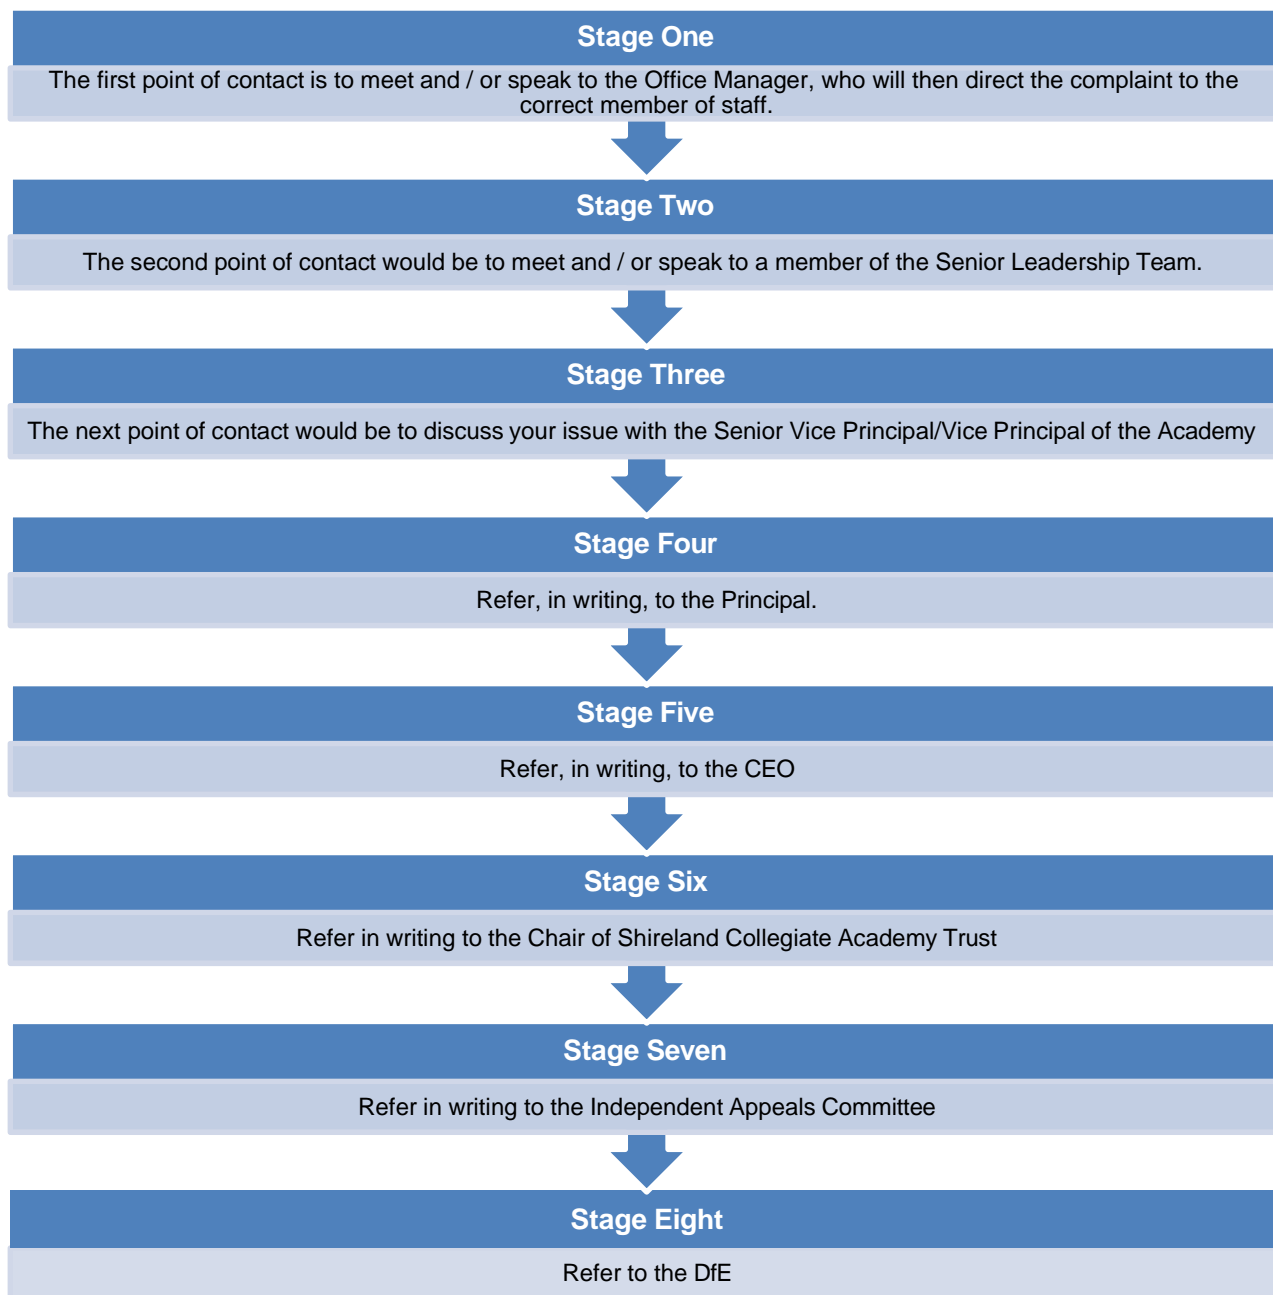 Stage One
The first point of contact is to meet and / or speak to the Office Manager, who will then direct the complaint to the
correct member of staff.
Stage Two
The second point of contact would be to meet and / or speak to a member of the Senior Leadership Team.
Stage Three
The next point of contact would be to discuss your issue with the Senior Vice Principal/Vice Principal of the Academy
Stage Four
Refer, in writing, to the Principal.
Stage Five
Refer, in writing, to the CEO
Stage Six
Refer in writing to the Chair of Shireland Collegiate Academy Trust
Stage Seven
Refer in writing to the Independent Appeals Committee
Stage Eight
Refer to the DfE